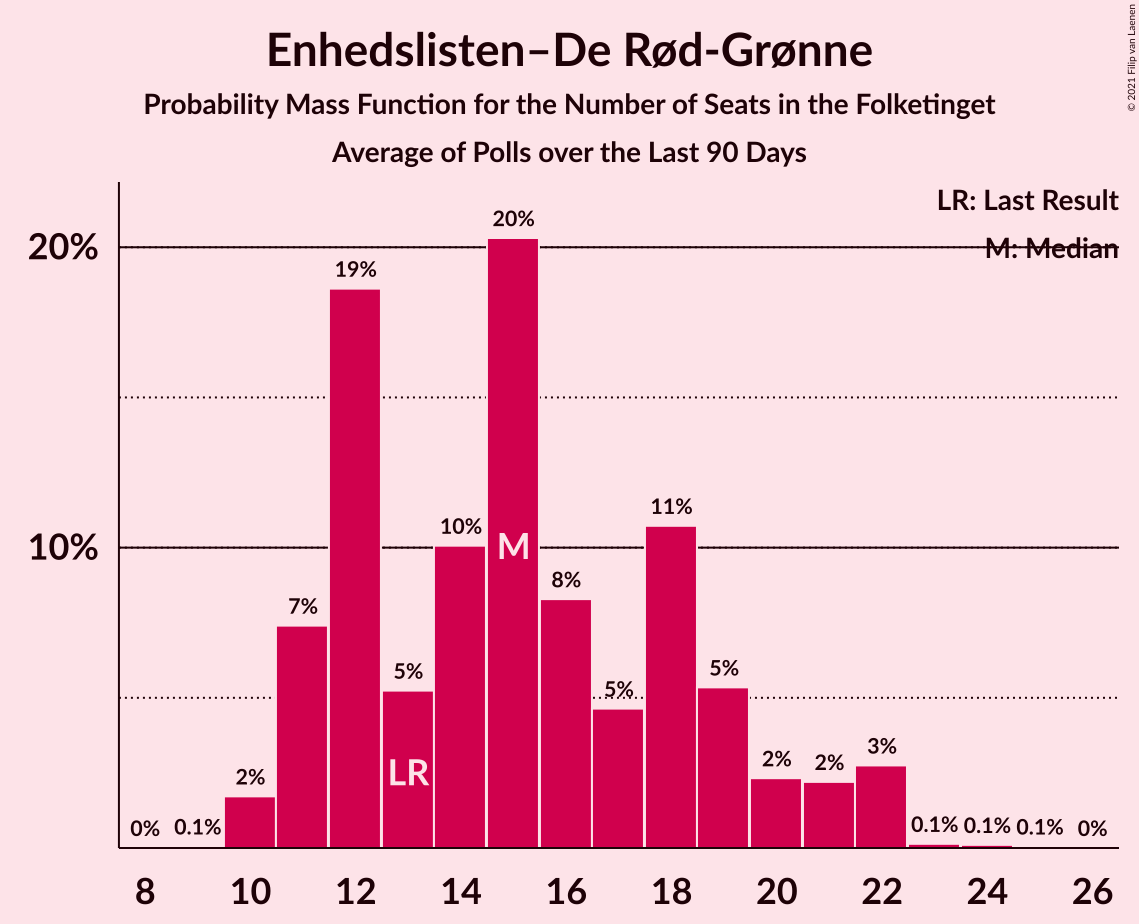 Enhedslisten–De Rød-Grønne
Probability Mass Function for the Number of Seats in the Folketinget
Average of Polls over the Last 90 Days
© 2021 Filip van Laenen
LR: Last Result
M: Median
20%
10%
0%
0.1%
2%
7%
19%
5%
10%
20%
8%
5%
11%
5%
2%
2%
3%
0.1%
0.1%
0.1%
0%
LR
M
8 10 12 14 16 18 20 22 24 26